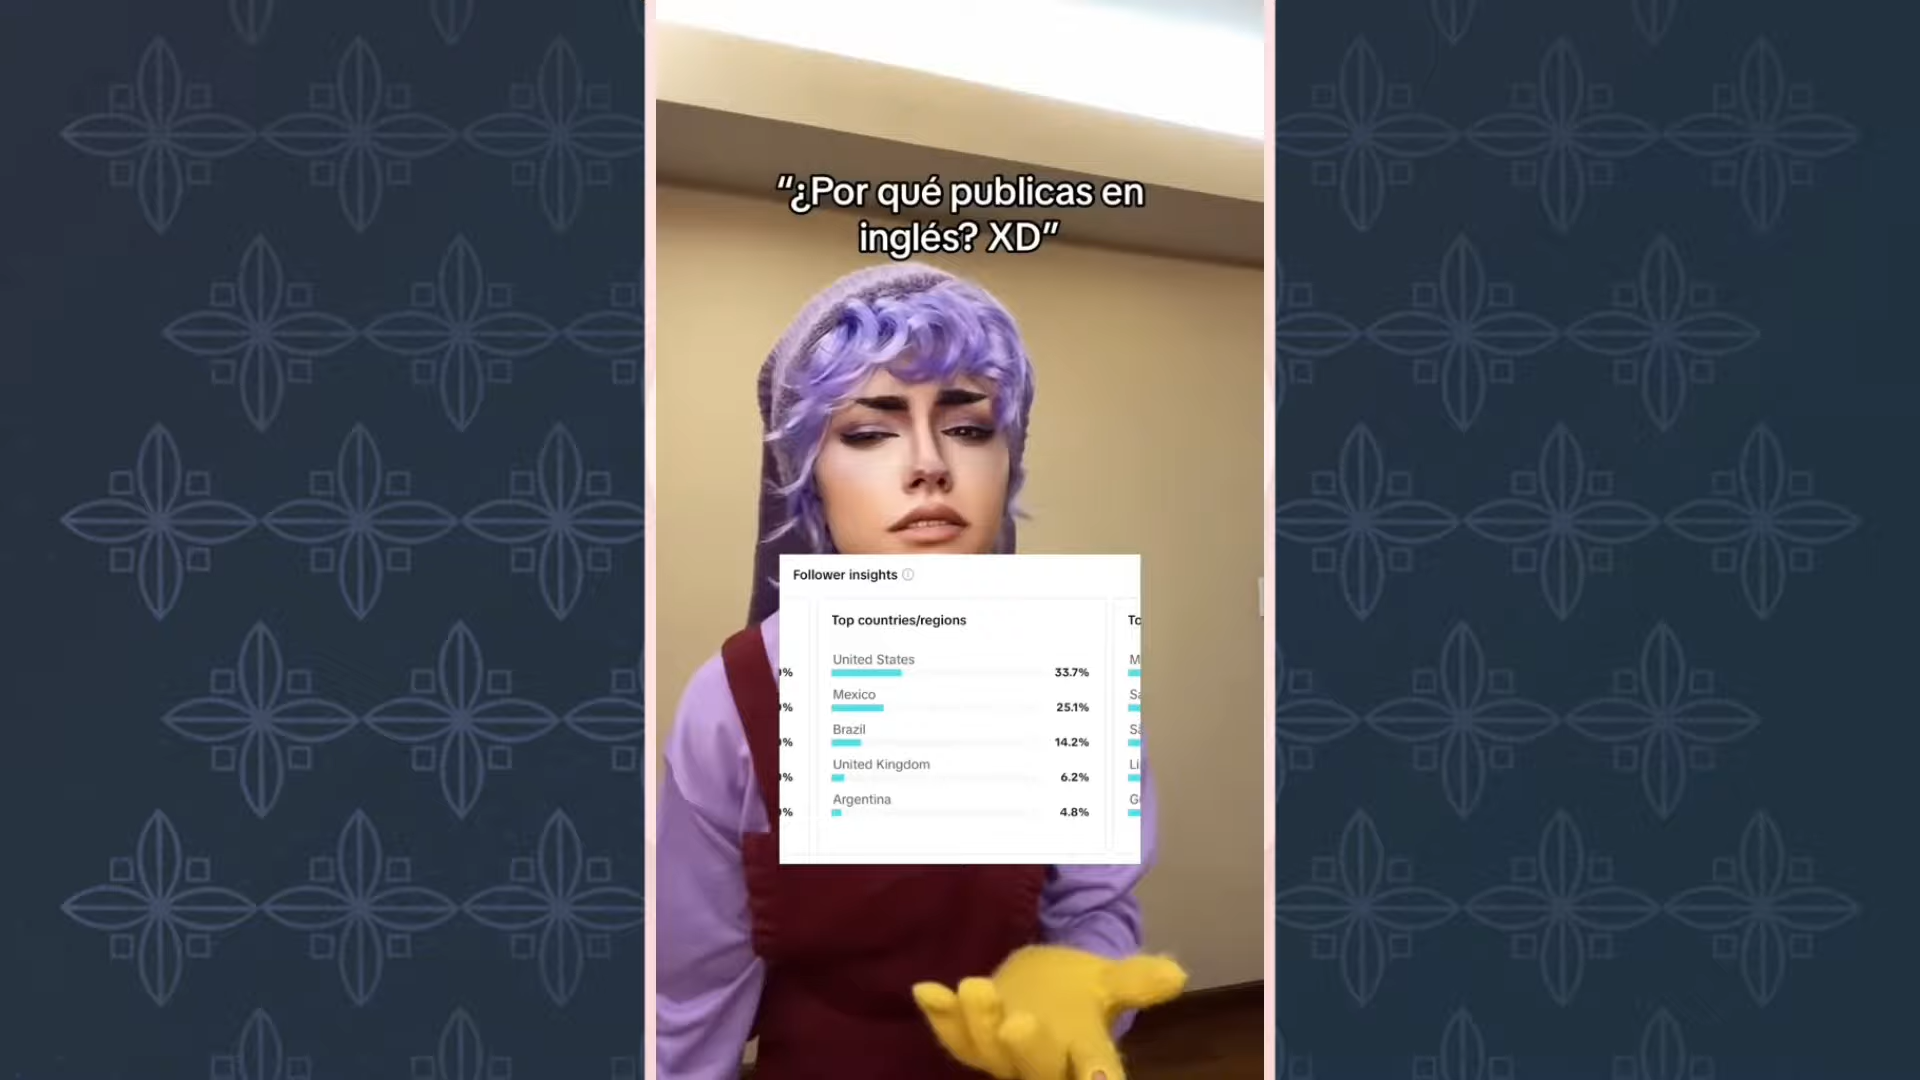 “¿Por qué publicas en
inglés? XD”
Follower insights
Top countries/regions
United States
33.7%
Mexico
25.1%
Brazil
14.2%
United Kingdom
6.2%
Argentina
4.8%